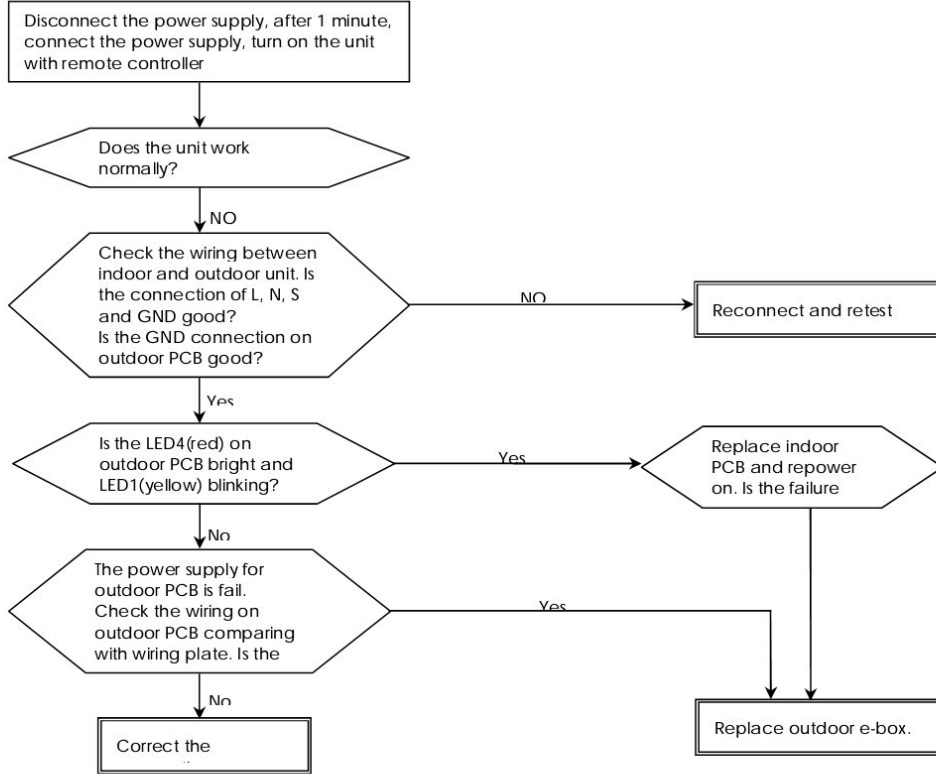 Disconnect the power supply, after 1 minute,
connect the power supply, turn on the unit
with remote controller
Does the unit work
normally?
NO
Check the wiring between
indoor and outdoor unit. Is
the connection of L, N, S
and GND good?
Is the GND connection on
outdoor PCB good?
NO
Reconnect and retest
Yes
Is the LED4(red) on
outdoor PCB bright and
LED1(yellow) blinking?
Yes
Replace indoor
PCB and repower
on. Is the failure
No
The power supply for
outdoor PCB is fail.
Check the wiring on
outdoor PCB comparing
with wiring plate. Is the
Yes
No
Correct the
Replace outdoor e-box.